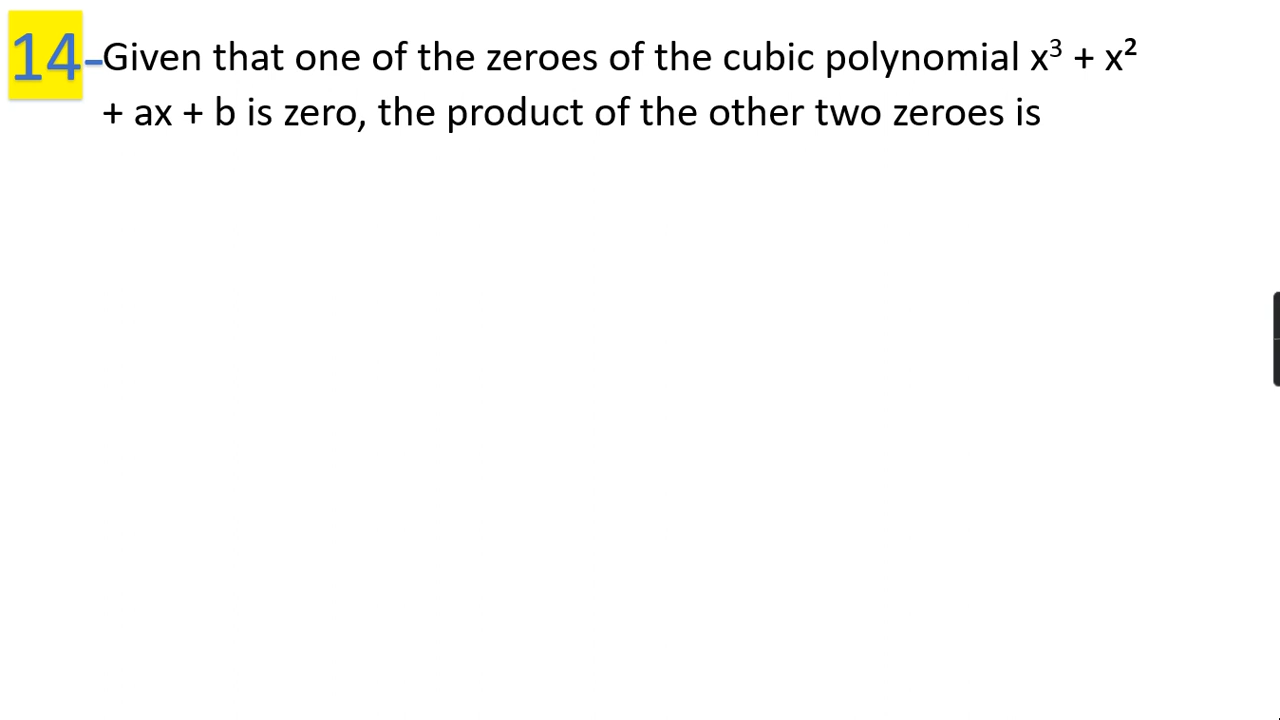 14-Given that one of the zeroes of the cubic polynomial x³ + x²
+ ax + b is zero, the product of the other two zeroes is